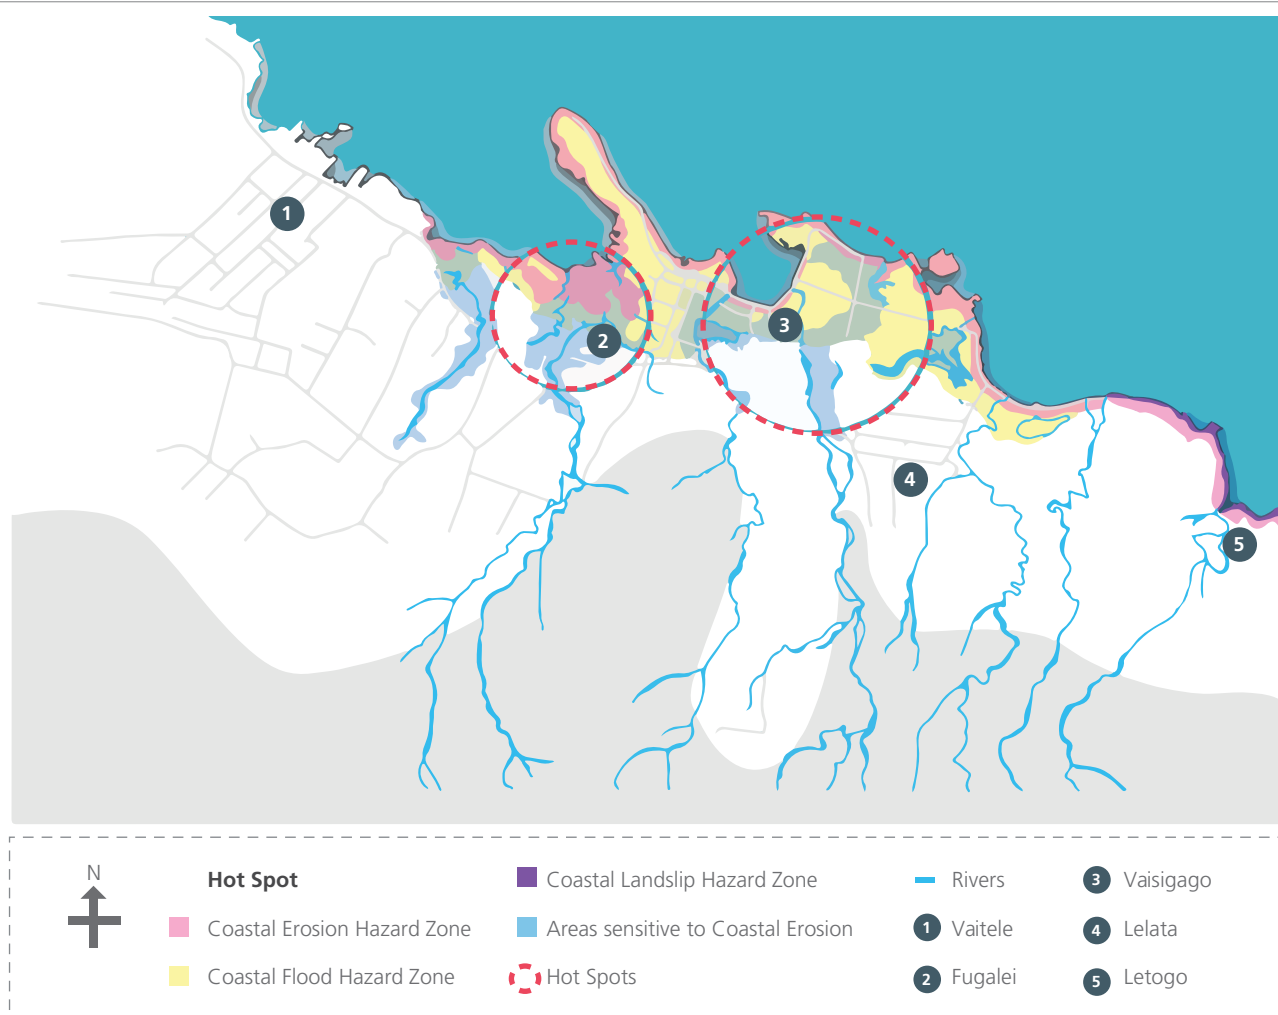 1
2
3
4
5
N
Hot Spot
Coastal Erosion Hazard Zone
Coastal Flood Hazard Zone
Coastal Landslip Hazard Zone
Areas sensitive to Coastal Erosion
Hot Spots
Rivers
1 Vaitele
2 Fugalei
3 Vaisigago
4 Lelata
5 Letogo